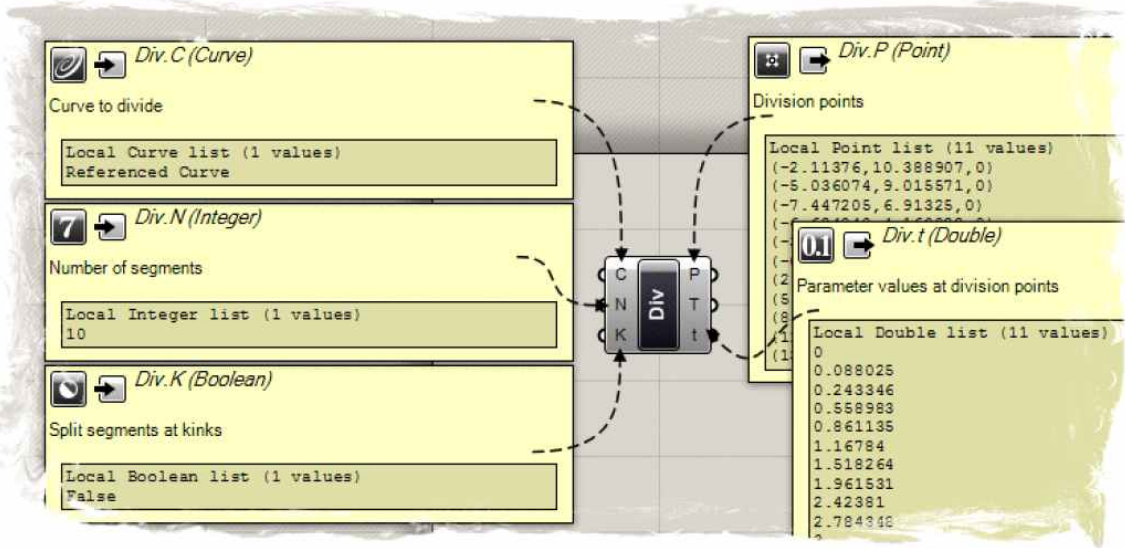 Div.C (Curve)
Curve to divide
Local Curve list (1 values)
Referenced Curve
7
Div.N (Integer)
Number of segments
Local Integer list (1 values)
10
Div.K (Boolean)
Split segments at kinks
Local Boolean list (1 values)
False
C
N
K
Div
P
T
t
Div.P (Point)
Division points
Local Point list (11 values)
(-2.11376,10.388907,0)
(-5.036074,9.015571,0)
(-7.447205,6.91325,0)
0.1
Div.t (Double)
Parameter values at division points
Local Double list (11 values)
0
0.088025
0.243346
0.558983
0.861135
1.16784
1.518264
1.961531
2.42381
2.784348